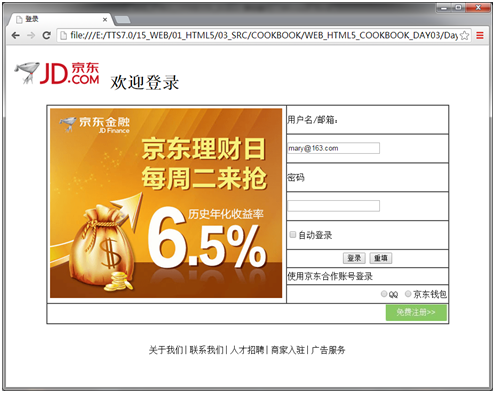 登录
file:///E:/TTS7.0/15_WEB/01_HTML5/03_SRC/COOKBOOK/WEB_HTML5_COOKBOOK_DAY03/Day
JD.京东
.COM
欢迎登录
京东金融
JD Finance
京东理财日
每周二来抢
历史年化收益率
6.5%
$
用户名/邮箱:
mary@163.com
密码
自动登录
登录 重填
使用京东合作账号登录
QQ 京东钱包
免费注册>>
关于我们| 联系我们| 人才招聘| 商家入驻| 广告服务